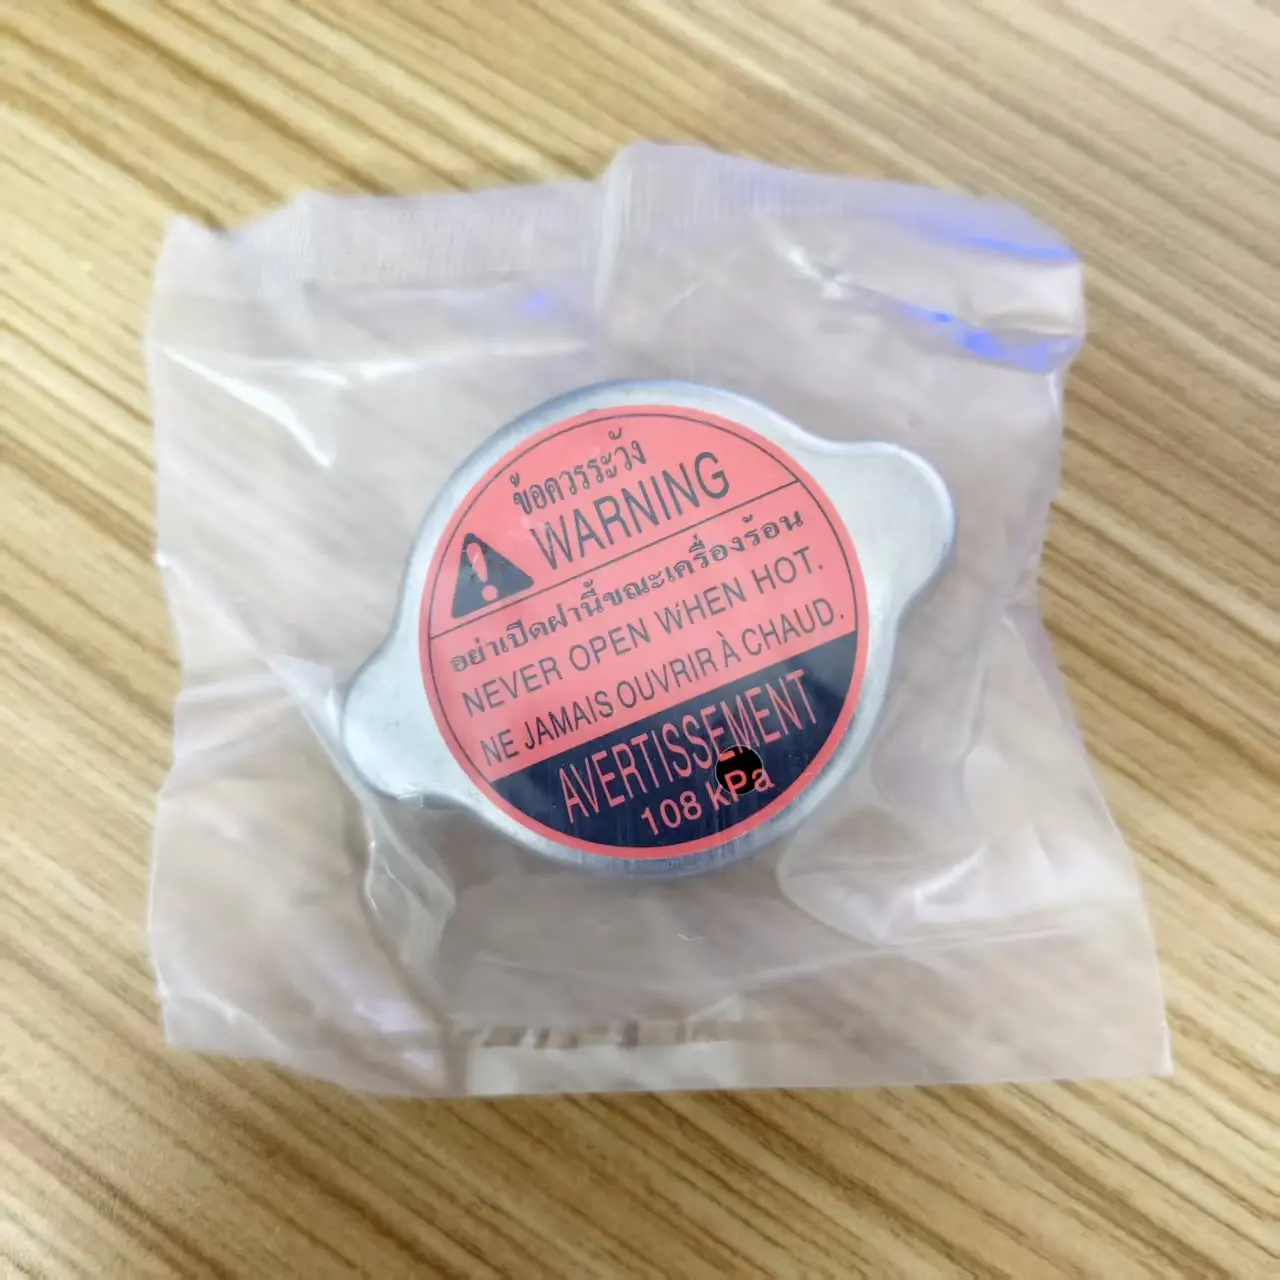 ข้อควรระวัง
WARNING
อย่าเปิดฝานี้ขณะเครื่องร้อน
NEVER OPEN WHEN HOT.
NE JAMAIS OUVRIR À CHAUD.
AVERTISSEMENT
108 kPa